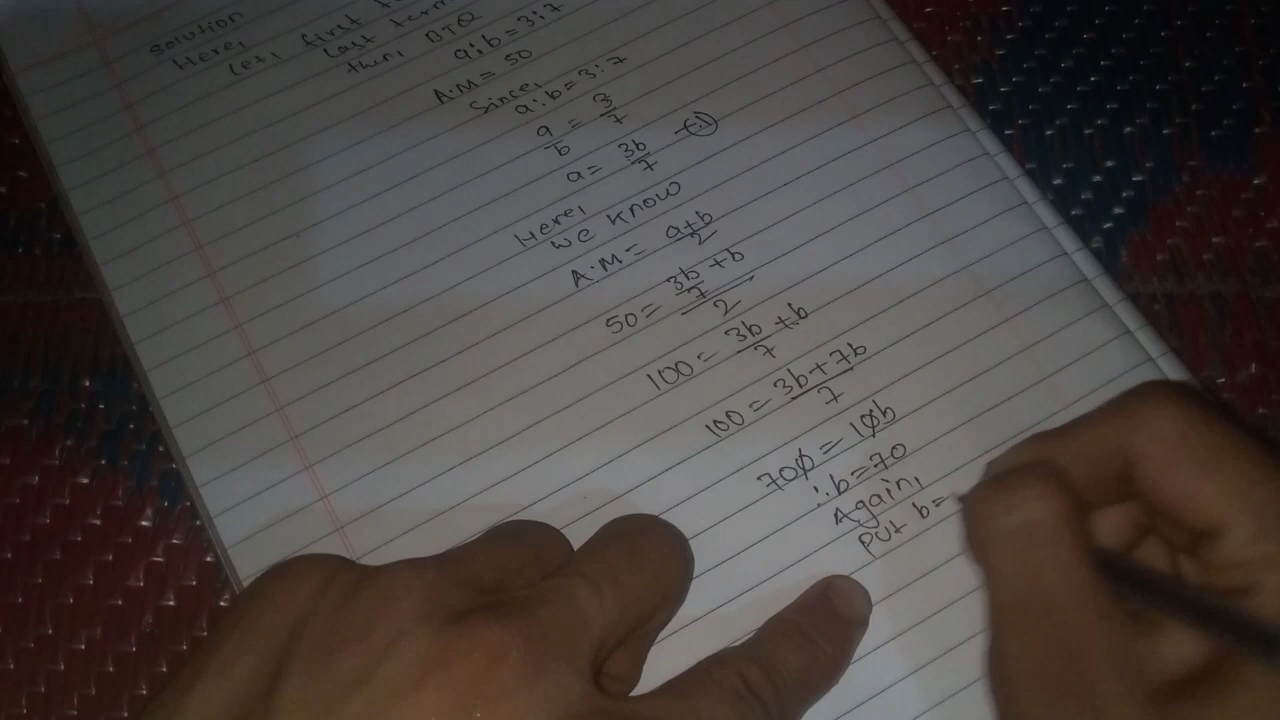 Solution
Here,
Let, first
last term
then, ATQ
a:b = 3:7
A.M = 50
Since,
a:b = 3:7
a/b = 3/7
a = 3b/7 -(i)
Here,
we know
A.M = a+b/2
50 = 3b/7 + b/2
100 = 3b/7 + b
100 = 3b+7b/7
700 = 10b
∴ b = 70
Again,
put b =